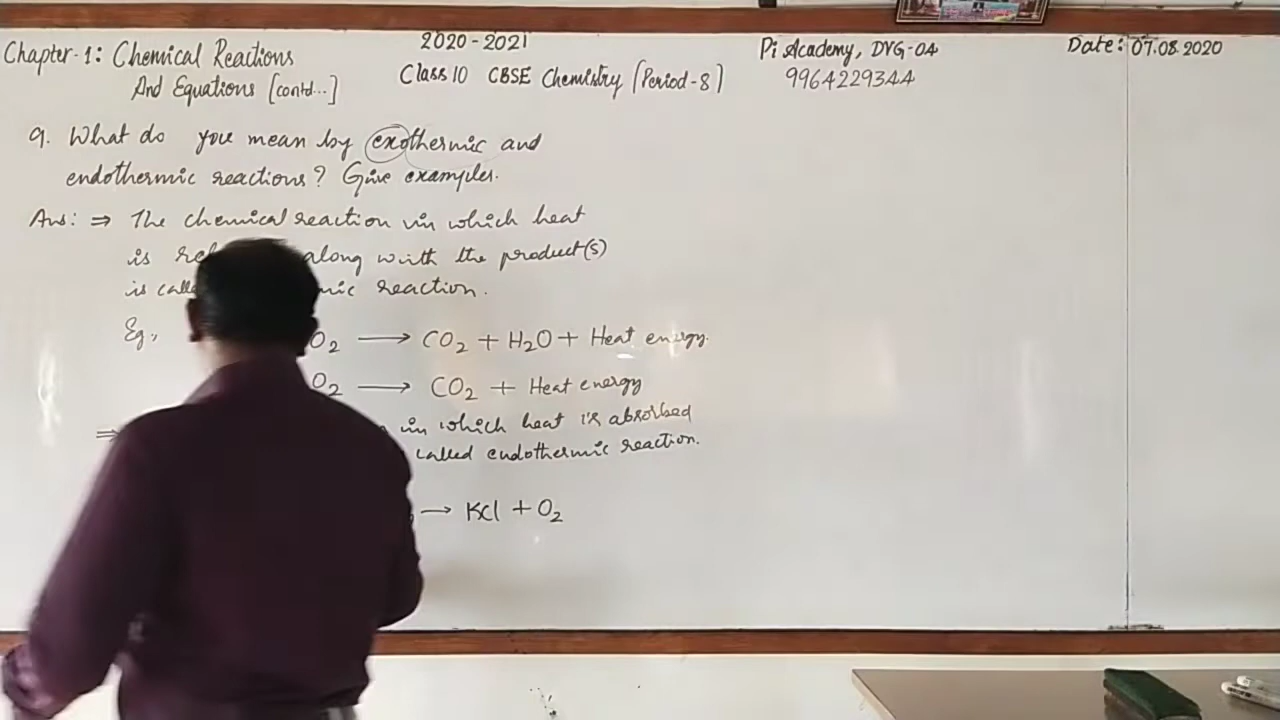 Chapter-1: Chemical Reactions
And Equations [contd...]
2020-2021
Class 10 CBSE Chemistry [Period-8]
Pi Academy, DVG-04
9964229344
Date: 07.08.2020
9. What do you mean by exothermic and
endothermic reactions? Give examples.
Ans: ⇒ The chemical reaction in which heat
is along with the product(s)
is reaction.
Eg:, O2 ⟶ CO2 + H2O + Heat energy.
O2 ⟶ CO2 + Heat energy
⇒ in which heat is absorbed
called endothermic reaction.
→ KCl + O2